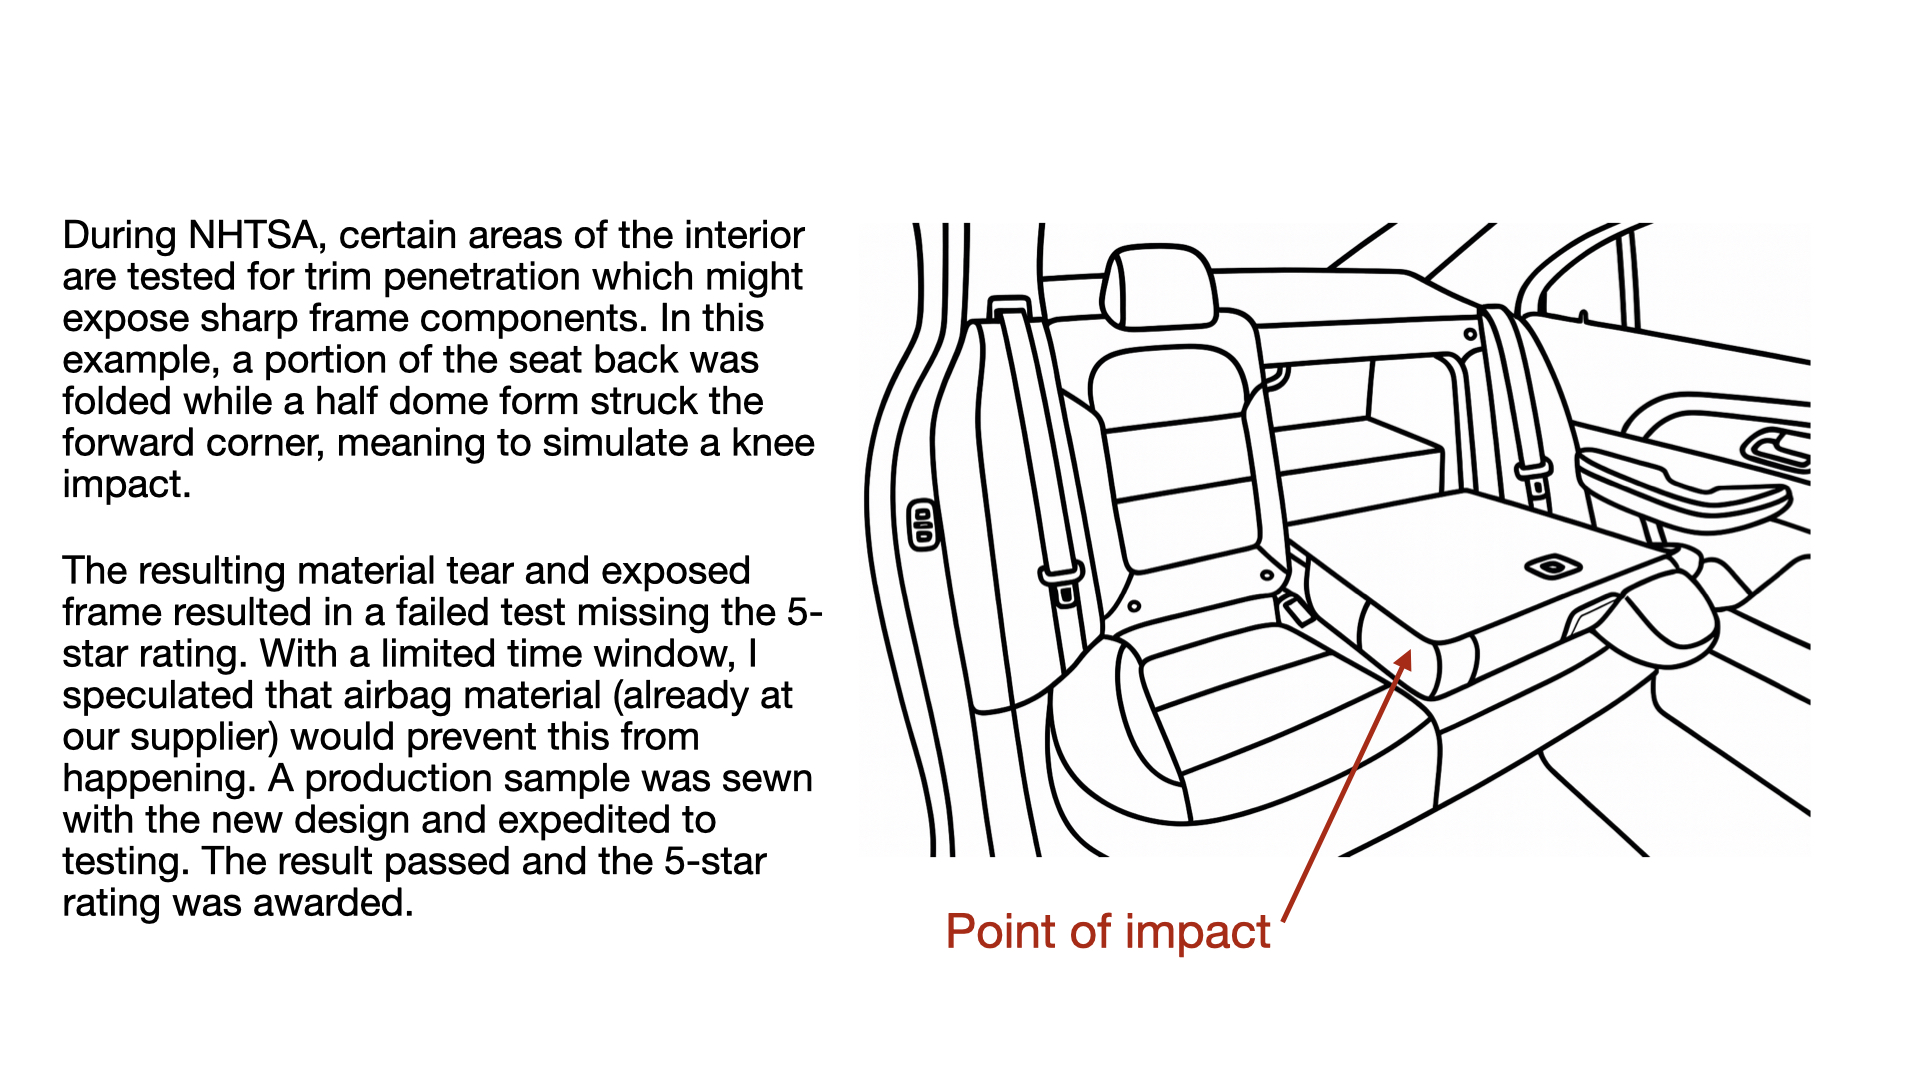 During NHTSA, certain areas of the interior
are tested for trim penetration which might
expose sharp frame components. In this
example, a portion of the seat back was
folded while a half dome form struck the
forward corner, meaning to simulate a knee
impact.
The resulting material tear and exposed
frame resulted in a failed test missing the 5-
star rating. With a limited time window, I
speculated that airbag material (already at
our supplier) would prevent this from
happening. A production sample was sewn
with the new design and expedited to
testing. The result passed and the 5-star
rating was awarded.
Point of impact